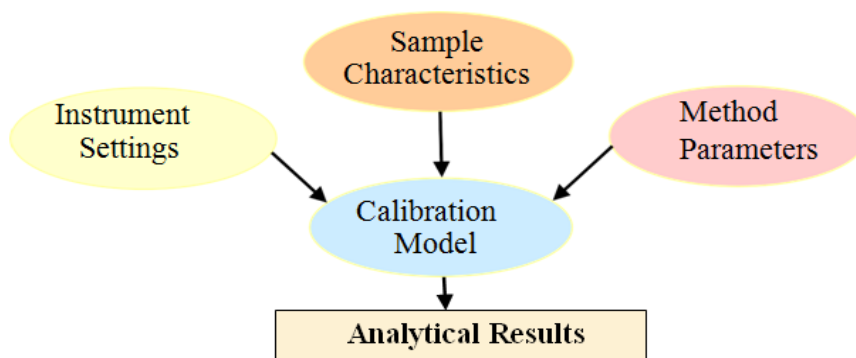 Sample
Characteristics
Instrument
Settings
Method
Parameters
Calibration
Model
Analytical Results